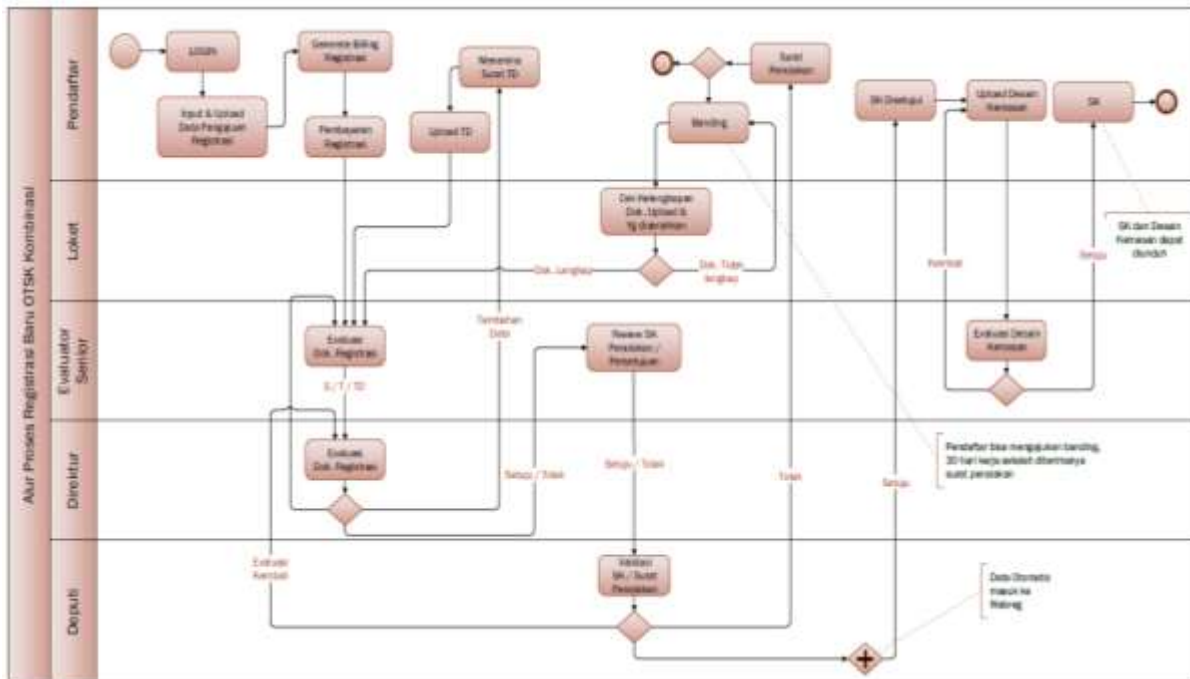 Alur Proses Registrasi Baru OTSK Kombinasi
Pendaftar
LOGIN
Input & Upload
Data Pengajuan
Registrasi
Generate Billing
Registrasi
Pembayaran
Registrasi
Menerima
Surat TD
Upload TD
Surat
Penolakan
Banding
SK Disetujui
Upload Desain
Kemasan
SK
Loket
Cek Kelengkapan
Dok. Upload &
Yg diserahkan
Dok. Lengkap
Dok. Tidak
lengkap
Kembali
Setuju
SK dan Desain
Kemasan dapat
diunduh
Evaluator
Senior
Evaluasi
Dok. Registrasi
S / T / TD
Tambahan
Data
Review SK
Penolakan /
Persetujuan
Evaluasi Desain
Kemasan
Direktur
Evaluasi
Dok. Registrasi
Setuju / Tidak
Setuju / Tidak
Tidak
Setuju
Pendaftar bisa mengajukan banding,
30 hari kerja setelah diterimanya
surat penolakan
Deputi
Evaluasi
Kembali
Validasi
SK / Surat
Penolakan
Data Otomatis
masuk ke
Webreg